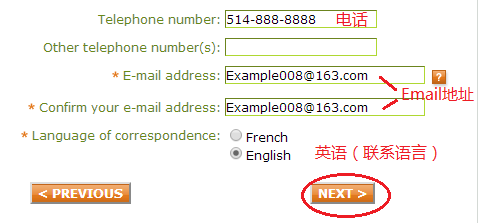 Telephone number: 514-888-8888 电话
Other telephone number(s):
* E-mail address: Example008@163.com ?
Email地址
* Confirm your e-mail address: Example008@163.com
* Language of correspondence: French
English 英语（联系语言）
< PREVIOUS NEXT >